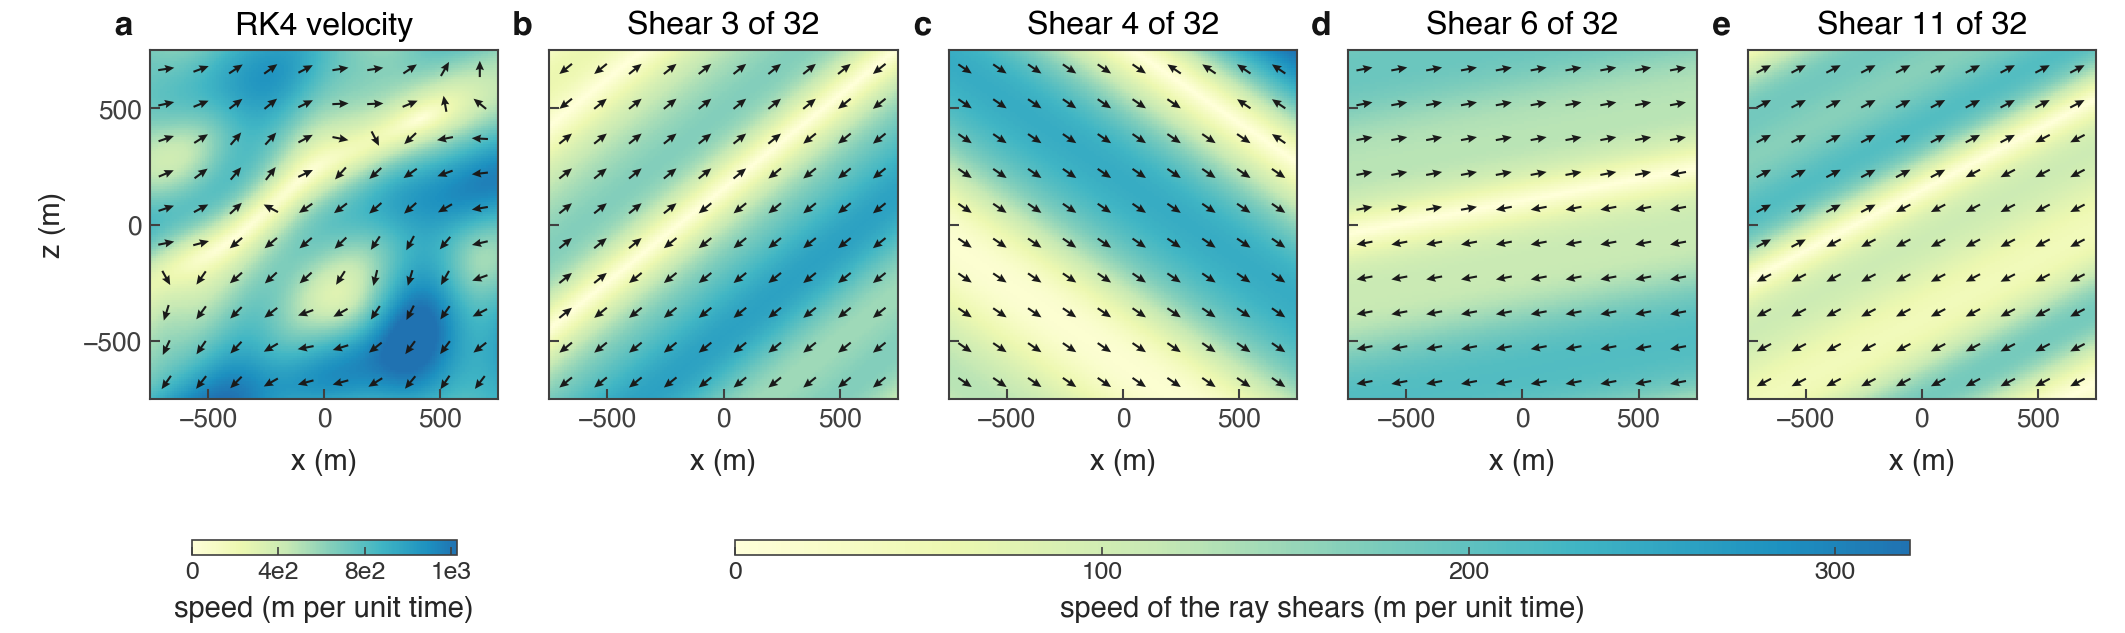 a RK4 velocity b Shear 3 of 32 c Shear 4 of 32 d Shear 6 of 32 e Shear 11 of 32
500
0
−500
z (m)
−500 0 500 −500 0 500 −500 0 500 −500 0 500 −500 0 500
x (m) x (m) x (m) x (m) x (m)
0 4e2 8e2 1e3 0 100 200 300
speed (m per unit time) speed of the ray shears (m per unit time)